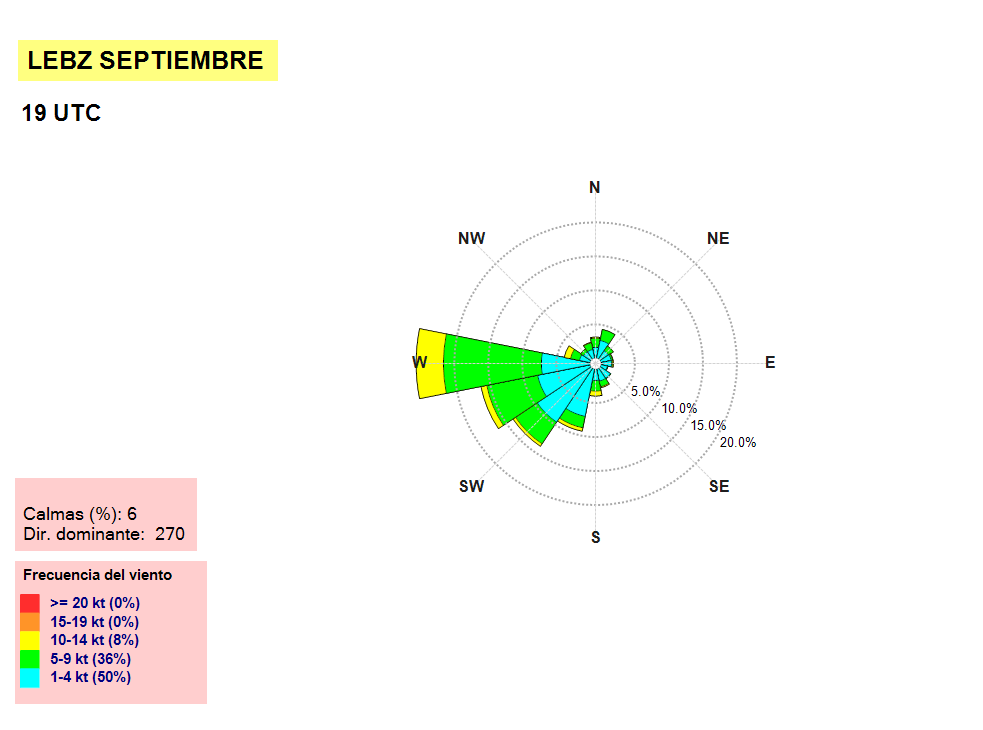 LEBZ SEPTIEMBRE
19 UTC
N
NW
NE
W
E
5.0%
10.0%
15.0%
20.0%
SW
SE
S
Calmas (%): 6
Dir. dominante: 270
Frecuencia del viento
>= 20 kt (0%)
15-19 kt (0%)
10-14 kt (8%)
5-9 kt (36%)
1-4 kt (50%)